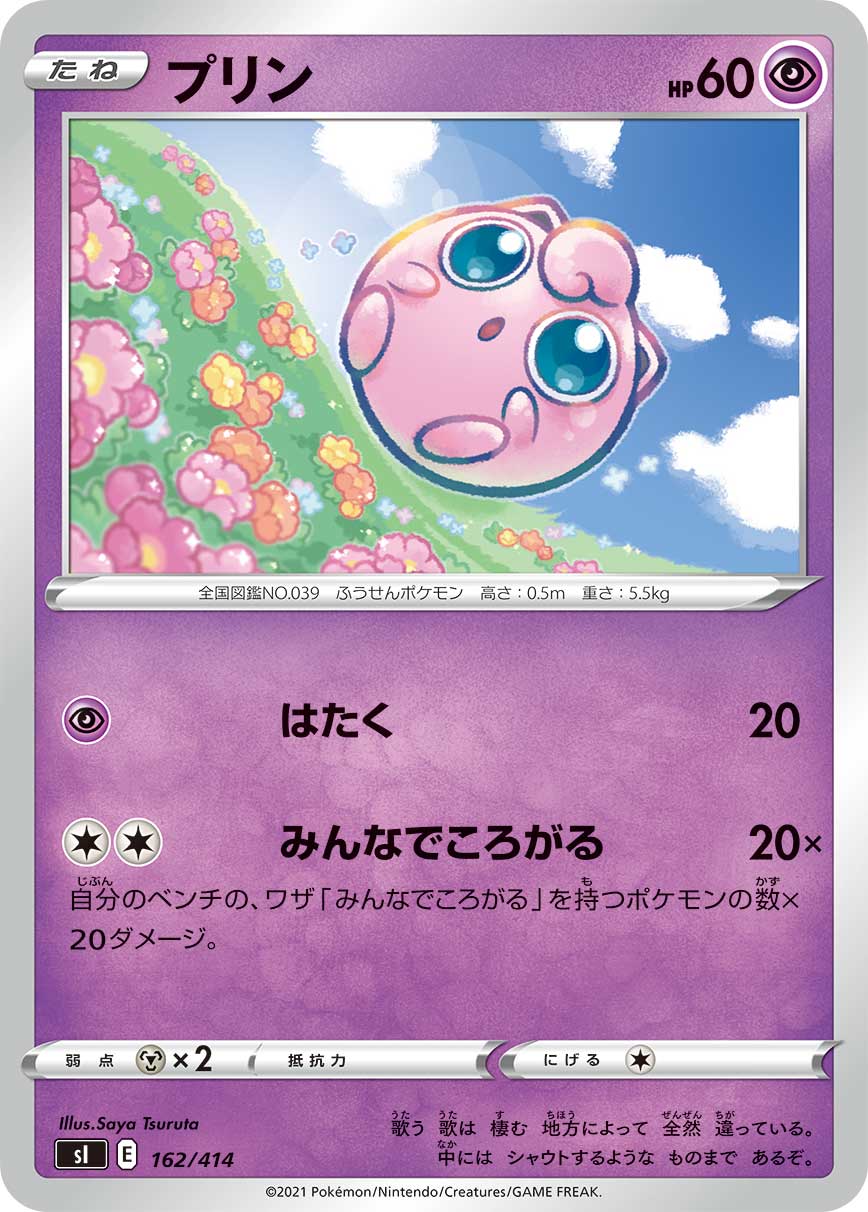 たね プリン HP60
全国図鑑NO.039 ふうせんポケモン 高さ：0.5m 重さ：5.5kg
はたく 20
みんなでころがる 20×
自分のベンチの、ワザ「みんなでころがる」を持つポケモンの数×
20ダメージ。
弱点 ×2 抵抗力 にげる
Illus.Saya Tsuruta
歌う 歌は 棲む 地方によって 全然 違っている。
中には シャウトするような ものまで あるぞ。
sI E 162/414
©2021 Pokémon/Nintendo/Creatures/GAME FREAK.